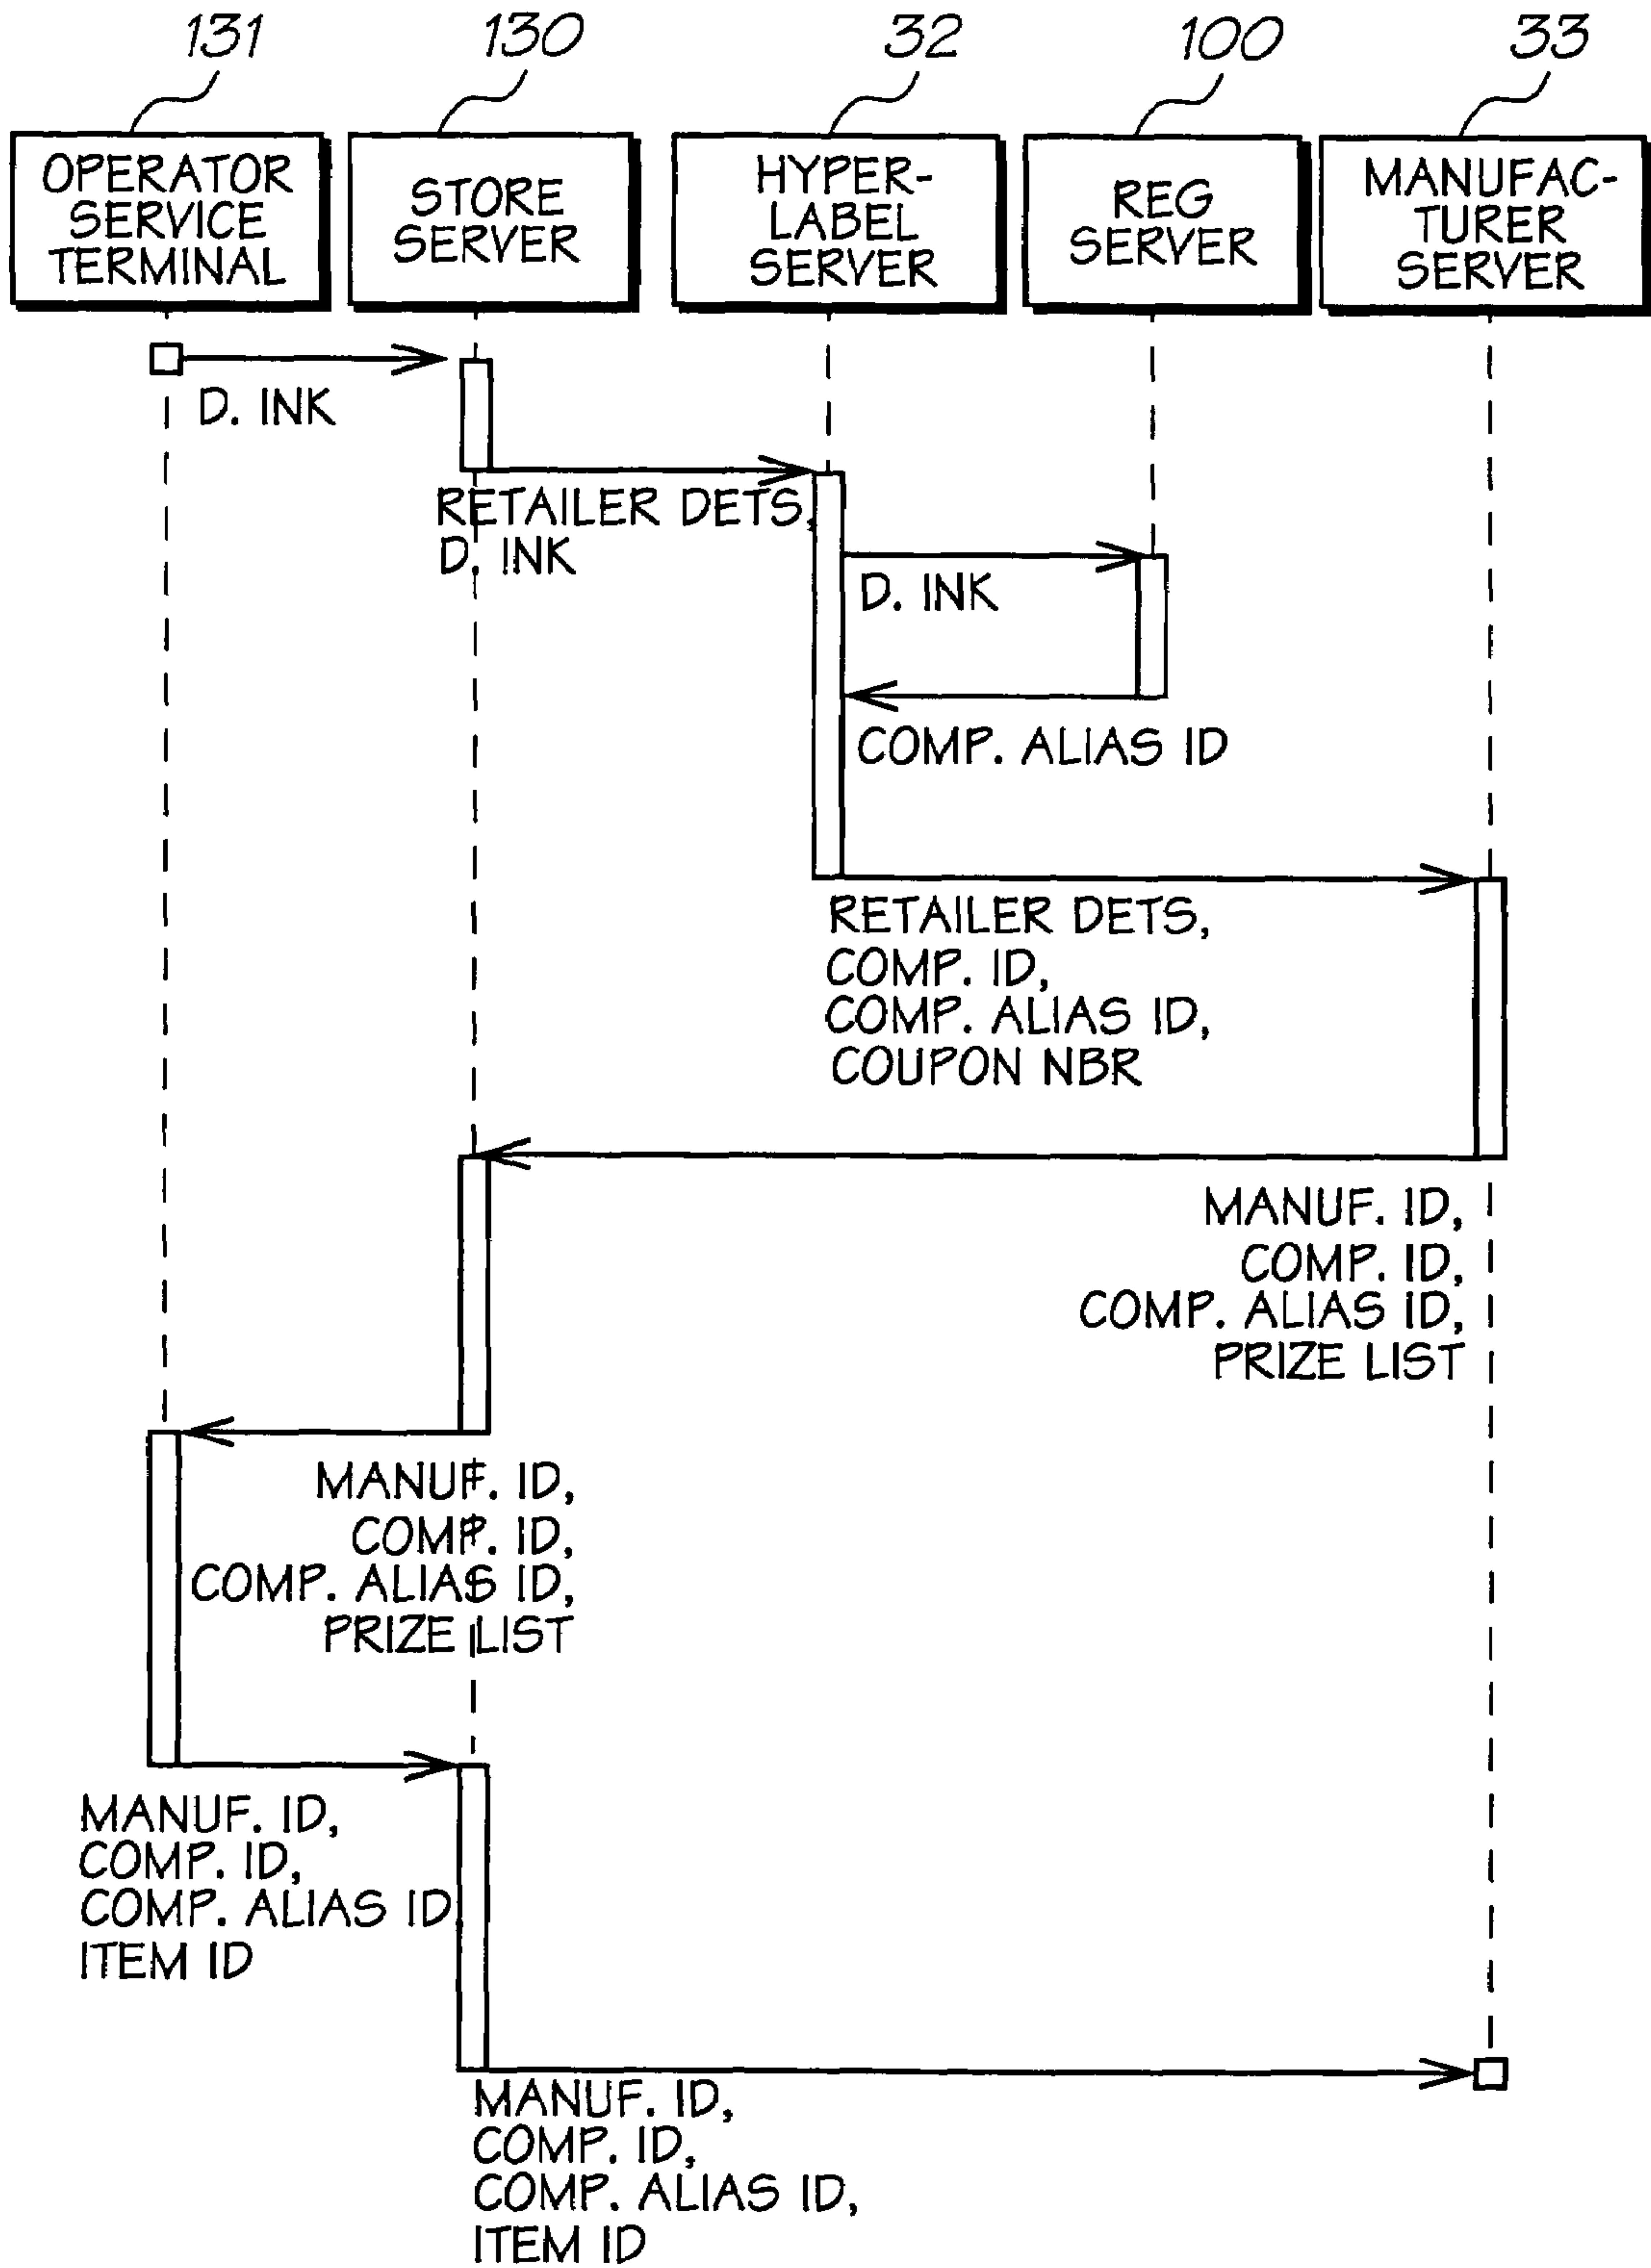 131
130
32
100
33
OPERATOR
SERVICE
TERMINAL
STORE
SERVER
HYPER-
LABEL
SERVER
REG
SERVER
MANUFAC-
TURER
SERVER
D. INK
RETAILER DETS,
D. INK
D. INK
COMP. ALIAS ID
RETAILER DETS,
COMP. ID,
COMP. ALIAS ID,
COUPON NBR
MANUF. ID,
COMP. ID,
COMP. ALIAS ID,
PRIZE LIST
MANUF. ID,
COMP. ID,
COMP. ALIAS ID,
PRIZE LIST
MANUF. ID,
COMP. ID,
COMP. ALIAS ID
ITEM ID
MANUF. ID,
COMP. ID,
COMP. ALIAS ID,
ITEM ID